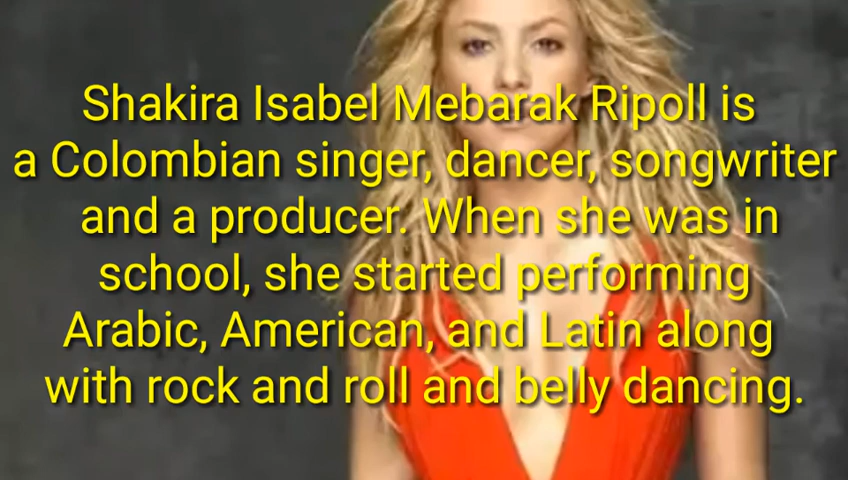 Shakira Isabel Mebarak Ripoll is
a Colombian singer, dancer, songwriter
and a producer. When she was in
school, she started performing
Arabic, American, and Latin along
with rock and roll and belly dancing.